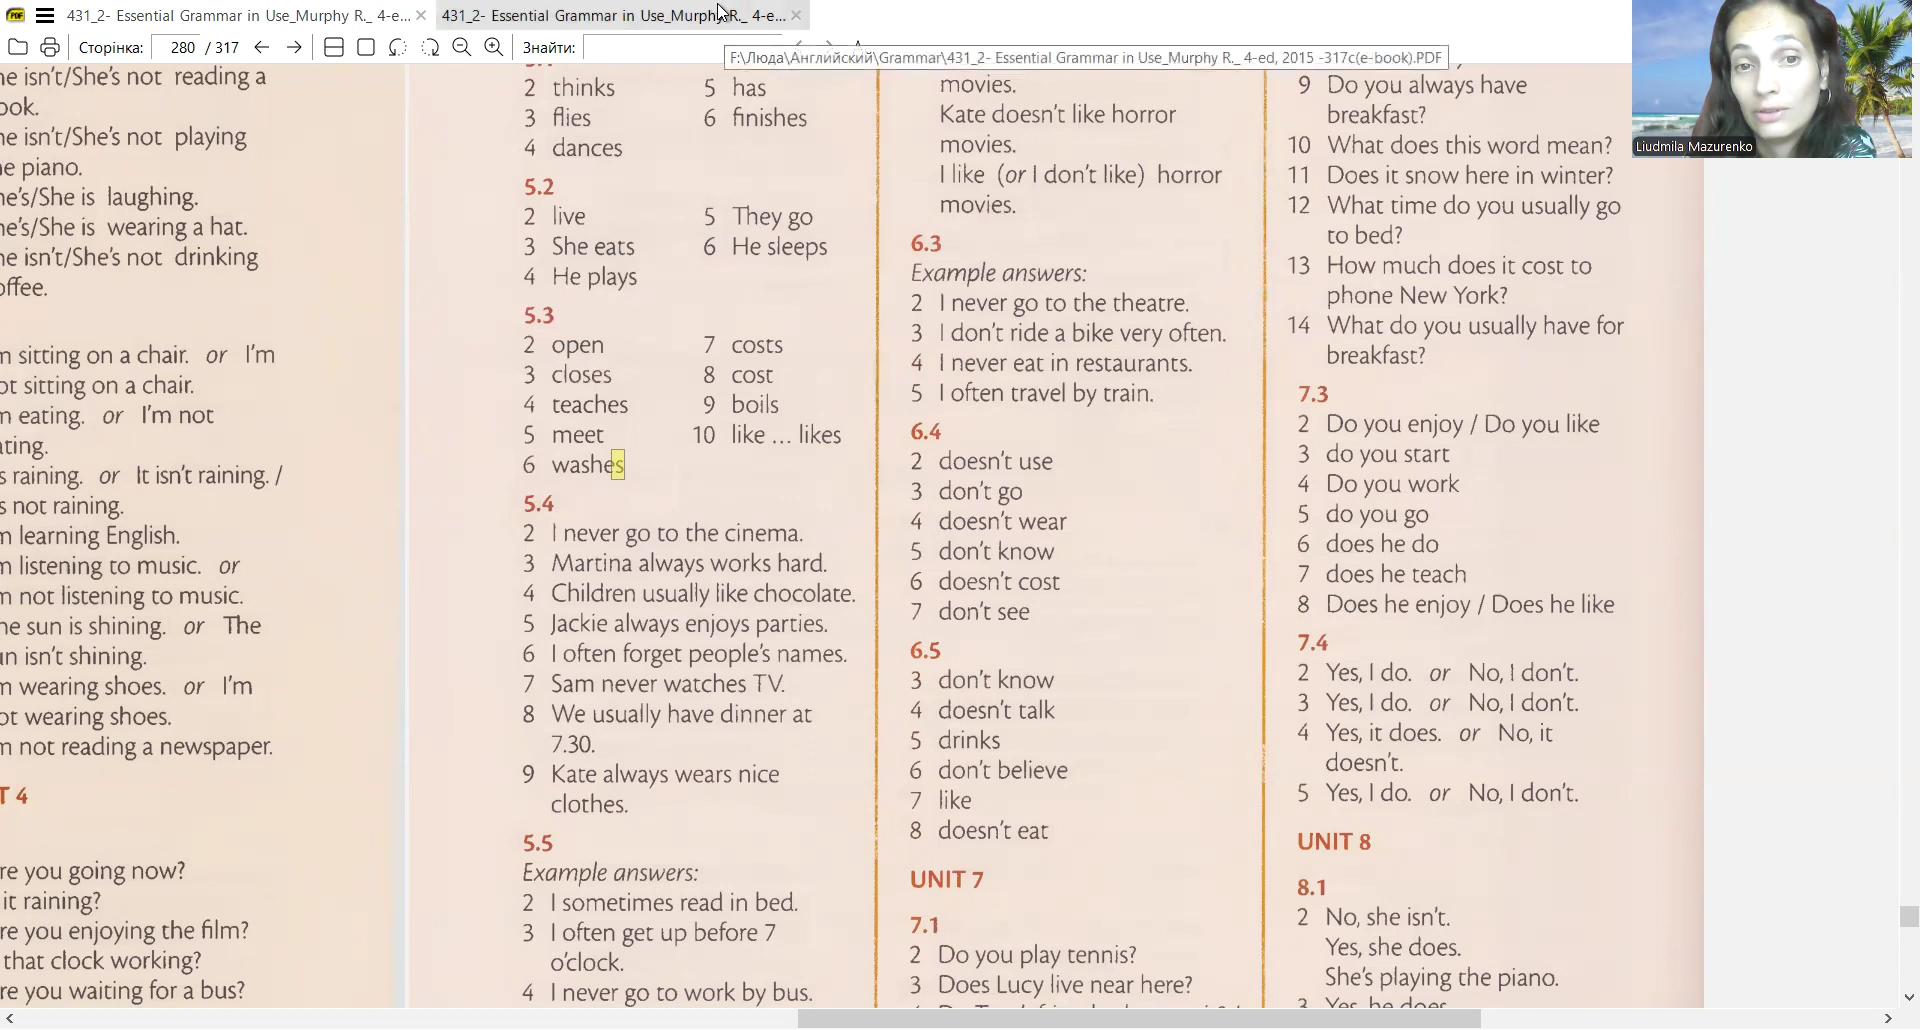 431_2- Essential Grammar in Use_Murphy R._ 4-e...
431_2- Essential Grammar in Use_Murphy R._ 4-e...
Сторінка: 280 / 317
Знайти:
F:\Люда\Английский\Grammar\431_2- Essential Grammar in Use_Murphy R._ 4-ed, 2015 -317c(e-book).PDF
Liudmila Mazurenko
isn't/She's not reading a
isn't/She's not playing
piano.
laughing.
wearing a hat.
isn't/She's not drinking
sitting on a chair. or I'm
sitting on a chair.
eating. or I'm not
raining. or It isn't raining. /
not raining.
learning English.
listening to music. or
not listening to music.
sun is shining. or The
isn't shining.
wearing shoes. or I'm
wearing shoes.
not reading a newspaper.
4
you going now?
it raining?
you enjoying the film?
that clock working?
you waiting for a bus?
2 thinks
3 flies
4 dances
5 has
6 finishes
5.2
2 live
3 She eats
4 He plays
5 They go
6 He sleeps
5.3
2 open
3 closes
4 teaches
5 meet
6 washes
7 costs
8 cost
9 boils
10 like ... likes
5.4
2 I never go to the cinema.
3 Martina always works hard.
4 Children usually like chocolate.
5 Jackie always enjoys parties.
6 I often forget people's names.
7 Sam never watches TV.
8 We usually have dinner at
7.30.
9 Kate always wears nice
clothes.
5.5
Example answers:
2 I sometimes read in bed.
3 I often get up before 7
o'clock.
4 I never go to work by bus.
movies.
Kate doesn't like horror
movies.
I like (or I don't like) horror
movies.
6.3
Example answers:
2 I never go to the theatre.
3 I don't ride a bike very often.
4 I never eat in restaurants.
5 I often travel by train.
6.4
2 doesn't use
3 don't go
4 doesn't wear
5 don't know
6 doesn't cost
7 don't see
6.5
3 don't know
4 doesn't talk
5 drinks
6 don't believe
7 like
8 doesn't eat
UNIT 7
7.1
2 Do you play tennis?
3 Does Lucy live near here?
9 Do you always have
breakfast?
10 What does this word mean?
11 Does it snow here in winter?
12 What time do you usually go
to bed?
13 How much does it cost to
phone New York?
14 What do you usually have for
breakfast?
7.3
2 Do you enjoy / Do you like
3 do you start
4 Do you work
5 do you go
6 does he do
7 does he teach
8 Does he enjoy / Does he like
7.4
2 Yes, I do. or No, I don't.
3 Yes, I do. or No, I don't.
4 Yes, it does. or No, it
doesn't.
5 Yes, I do. or No, I don't.
UNIT 8
8.1
2 No, she isn't.
Yes, she does.
She's playing the piano.
3 Yes, he does.